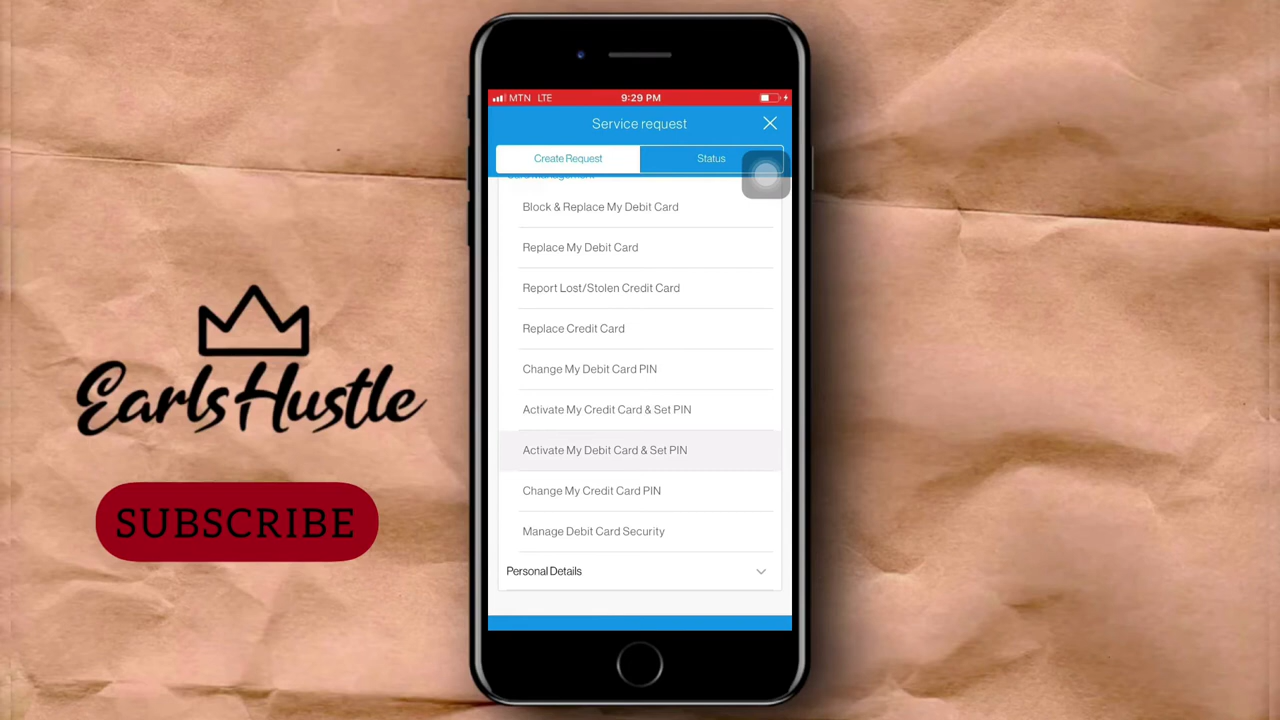 MTN LTE 9:29 PM
Service request
Create Request Status
Card Management
Block & Replace My Debit Card
Replace My Debit Card
Report Lost/Stolen Credit Card
Replace Credit Card
Change My Debit Card PIN
Activate My Credit Card & Set PIN
Activate My Debit Card & Set PIN
Change My Credit Card PIN
Manage Debit Card Security
Personal Details
EarlsHustle
SUBSCRIBE